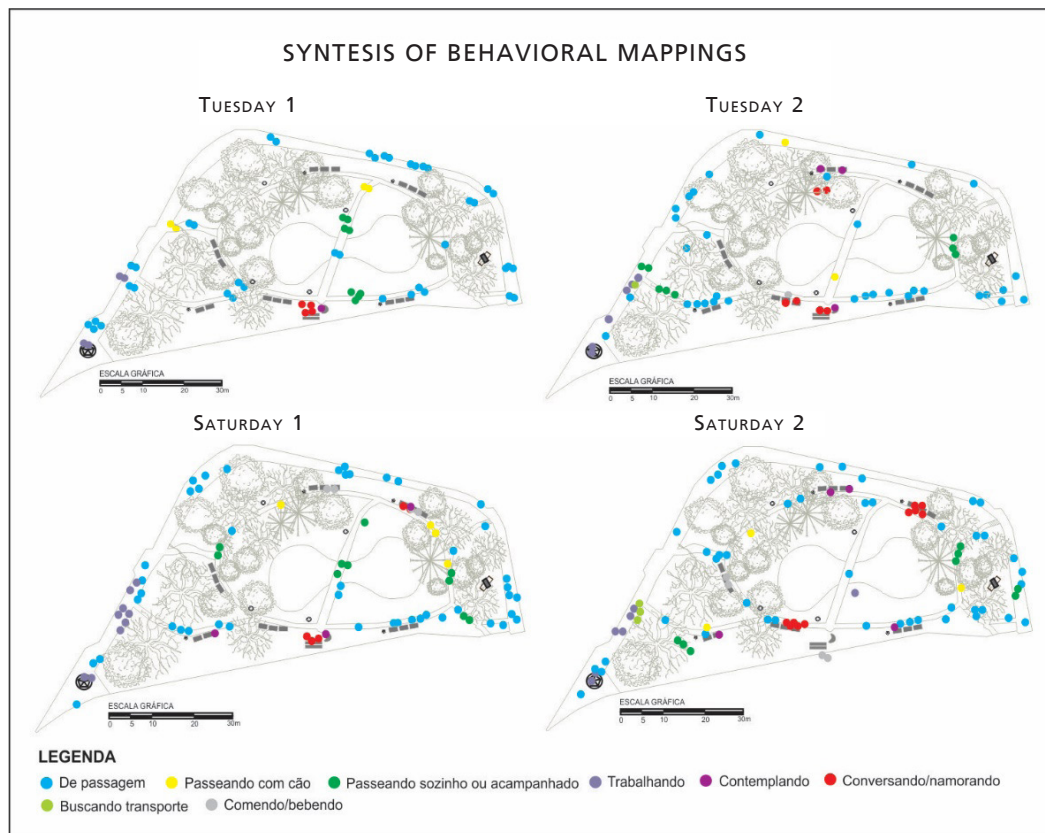 SYNTESIS OF BEHAVIORAL MAPPINGS
TUESDAY 1
TUESDAY 2
ESCALA GRÁFICA
0 5 10 20 30m
ESCALA GRÁFICA
0 5 10 20 30m
SATURDAY 1
SATURDAY 2
ESCALA GRÁFICA
0 5 10 20 30m
ESCALA GRÁFICA
0 5 10 20 30m
LEGENDA
De passagem Passeando com cão Passeando sozinho ou acampanhado Trabalhando Contemplando Conversando/namorando
Buscando transporte Comendo/bebendo